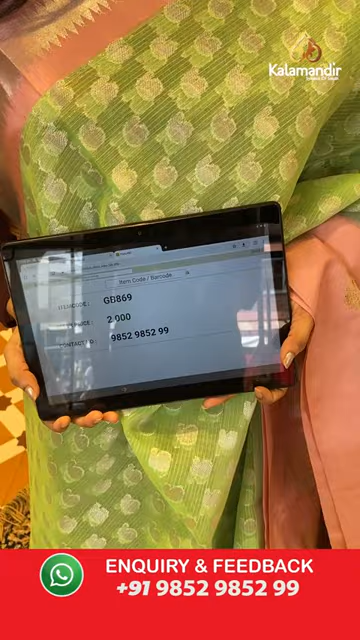 Kalamandir
Item Code / Barcode
ITEMCODE : GB869
PRICE : 2,000
CONTACT NO : 9852 9852 99
ENQUIRY & FEEDBACK
+91 9852 9852 99